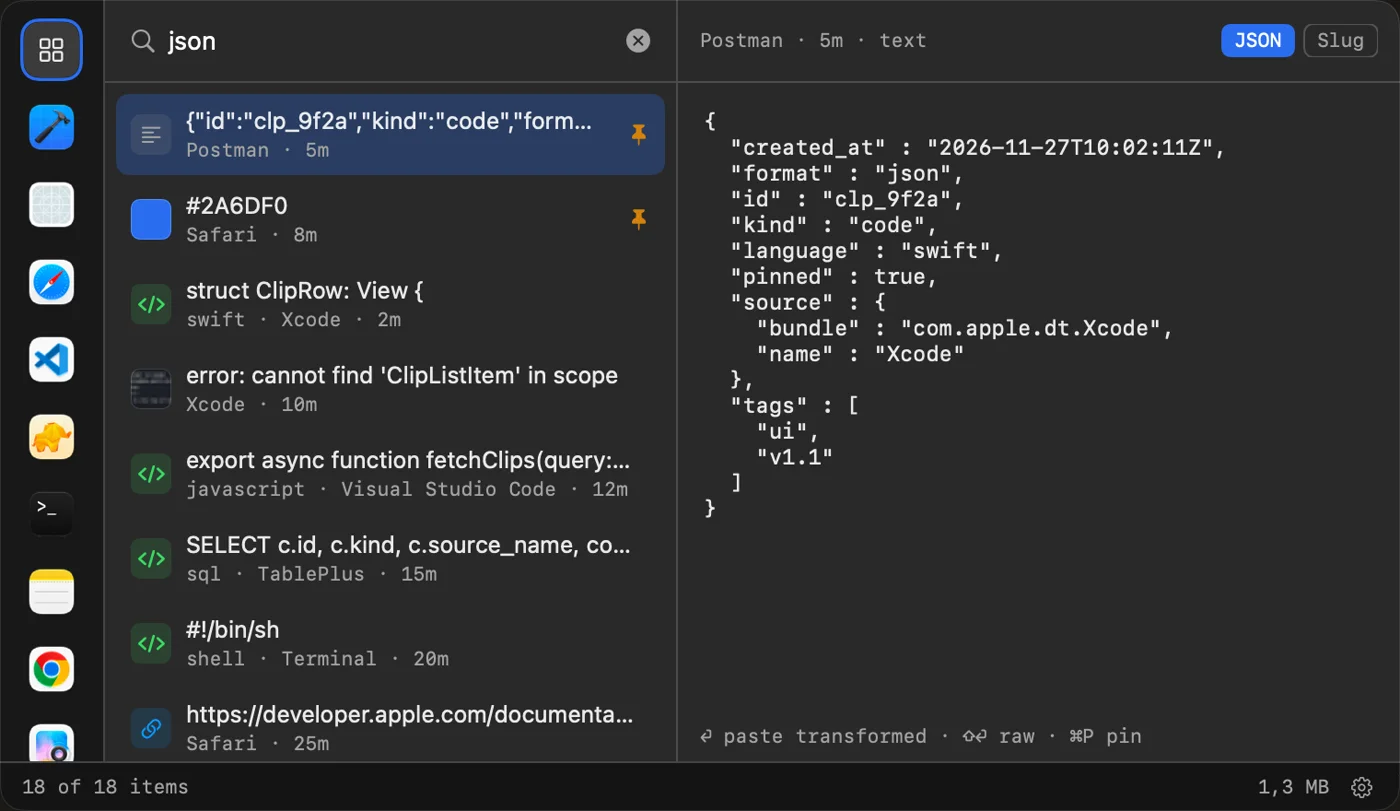 json
Postman · 5m · text
JSON
Slug
{"id":"clp_9f2a","kind":"code","form...
Postman · 5m
#2A6DF0
Safari · 8m
struct ClipRow: View {
swift · Xcode · 2m
error: cannot find 'ClipListItem' in scope
Xcode · 10m
export async function fetchClips(query:...
javascript · Visual Studio Code · 12m
SELECT c.id, c.kind, c.source_name, co...
sql · TablePlus · 15m
#!/bin/sh
shell · Terminal · 20m
https://developer.apple.com/documenta...
Safari · 25m
{
  "created_at" : "2026-11-27T10:02:11Z",
  "format" : "json",
  "id" : "clp_9f2a",
  "kind" : "code",
  "language" : "swift",
  "pinned" : true,
  "source" : {
    "bundle" : "com.apple.dt.Xcode",
    "name" : "Xcode"
  },
  "tags" : [
    "ui",
    "v1.1"
  ]
}
⏎ paste transformed · ⇧⏎ raw · ⌘P pin
18 of 18 items
1,3 MB